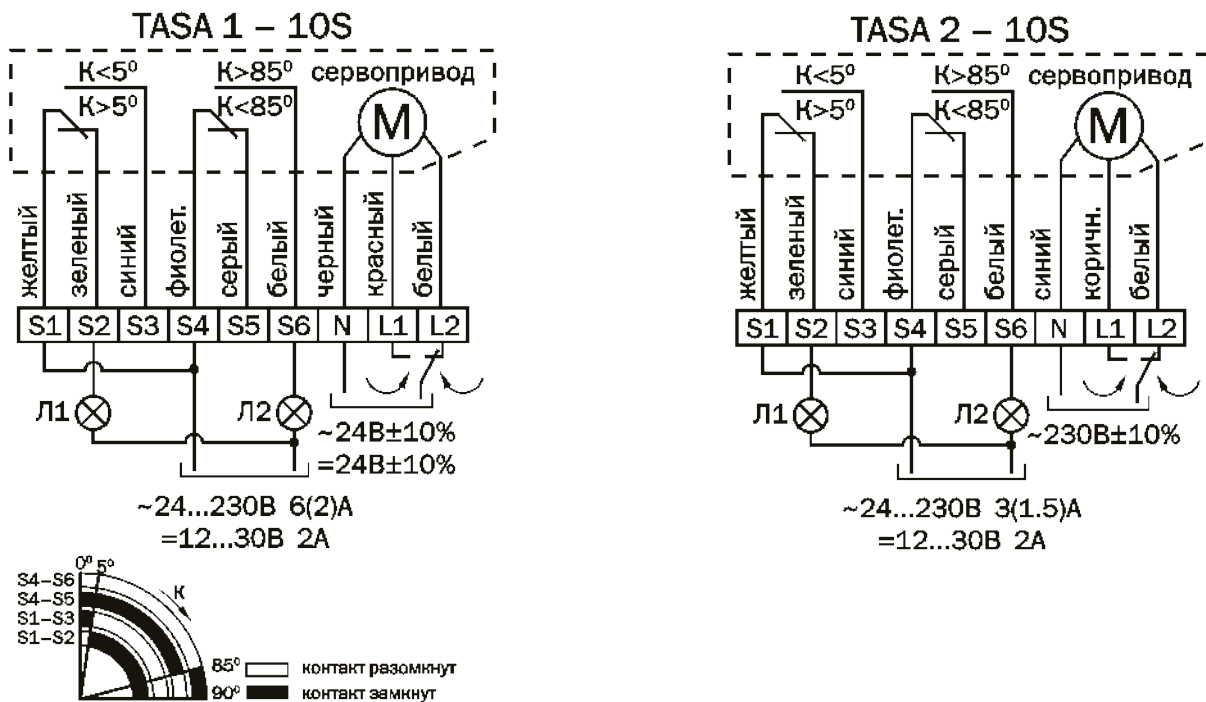 TASA 1 – 10S
K<5⁰
K>85⁰
сервопривод
K>5⁰
K<85⁰
M
желтый
зеленый
синий
фиолет.
серый
белый
черный
красный
белый
S1 S2 S3 S4 S5 S6 N L1 L2
Л1
Л2
~24В±10%
=24В±10%
~24...230В 6(2)А
=12...30В 2А
TASA 2 – 10S
K<5⁰
K>85⁰
сервопривод
K>5⁰
K<85⁰
M
желтый
зеленый
синий
фиолет.
серый
белый
синий
коричн.
белый
S1 S2 S3 S4 S5 S6 N L1 L2
Л1
Л2
~230В±10%
~24...230В 3(1.5)А
=12...30В 2А
0⁰ 5⁰
S4–S6
K
S4–S5
S1–S3
S1–S2
85⁰
контакт разомкнут
90⁰
контакт замкнут